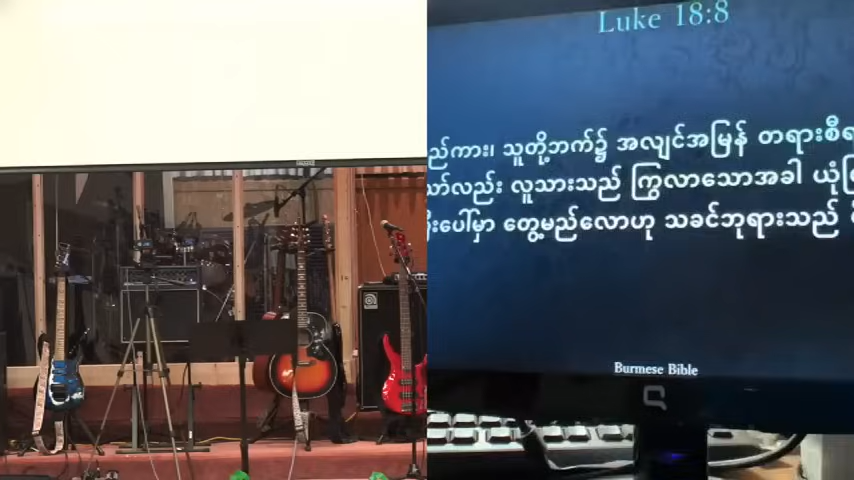 Luke 18:8
ည်ကား၊ သူတို့ဘက်၌ အလျင်အမြန် တရားစီရ
သာ်လည်း လူသားသည် ကြွလာသောအခါ ယုံကြ
ြီးပေါ်မှာ တွေ့မည်လောဟု သခင်ဘုရားသည်
Burmese Bible